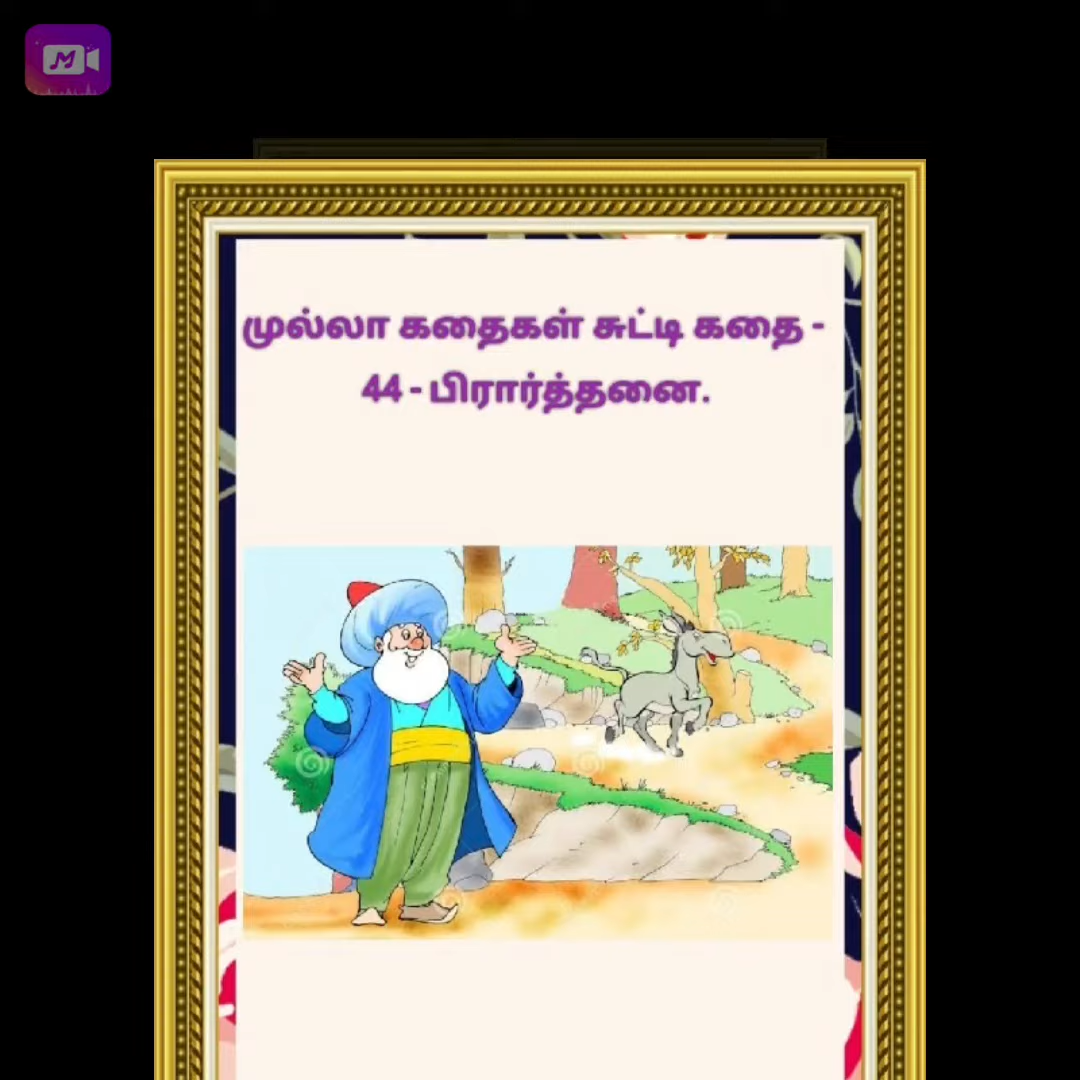 முல்லா கதைகள் சுட்டி கதை -
44 - பிரார்த்தனை.